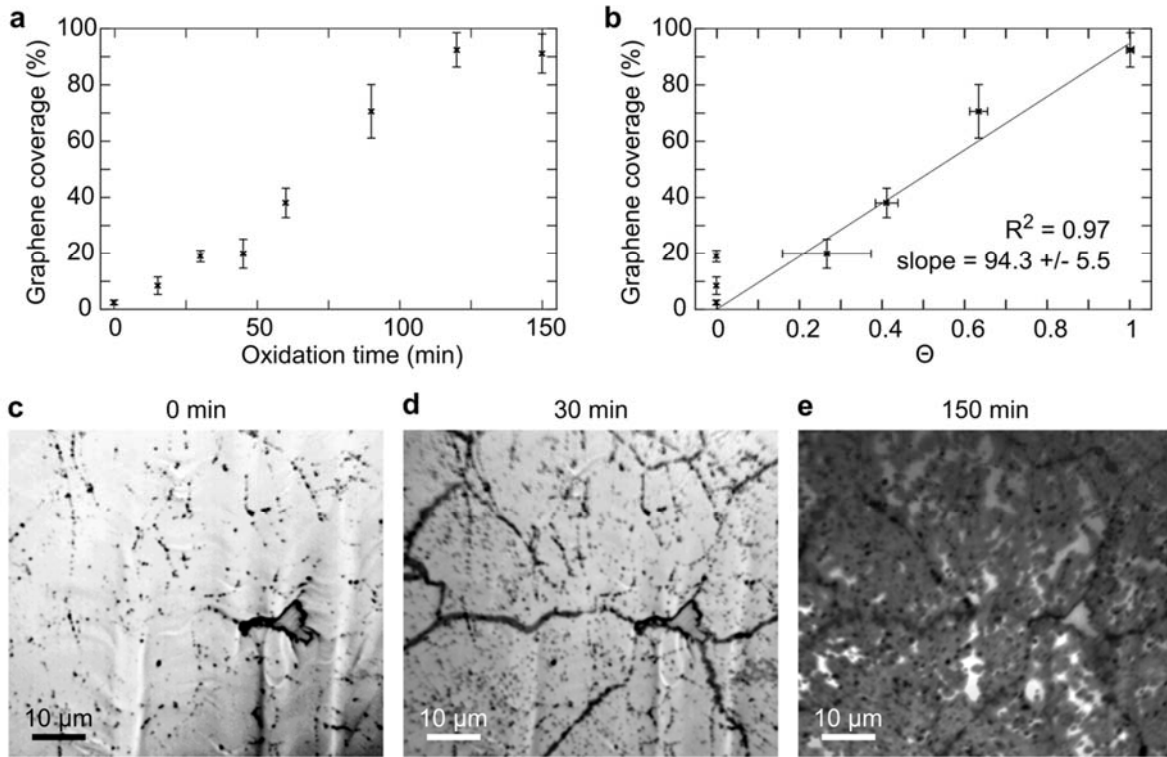 a
Graphene coverage (%)
100
80
60
40
20
0
0 50 100 150
Oxidation time (min)
b
Graphene coverage (%)
100
80
60
40
20
0
R² = 0.97
slope = 94.3 +/- 5.5
0 0.2 0.4 0.6 0.8 1
Θ
c 0 min
10 µm
d 30 min
10 µm
e 150 min
10 µm